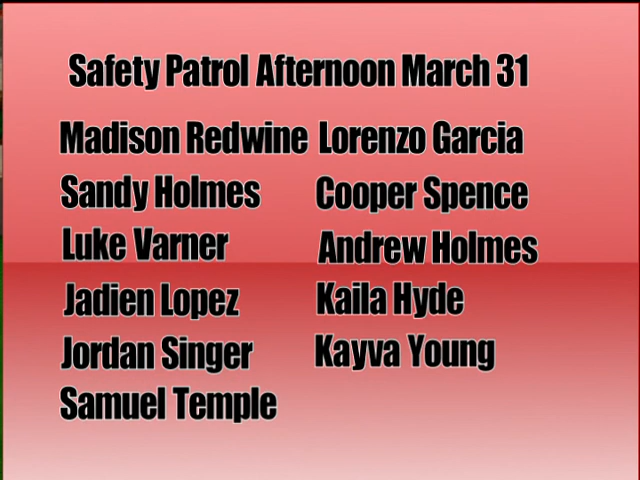 Safety Patrol Afternoon March 31
Madison Redwine Lorenzo Garcia
Sandy Holmes Cooper Spence
Luke Varner Andrew Holmes
Jadien Lopez Kaila Hyde
Jordan Singer Kayva Young
Samuel Temple